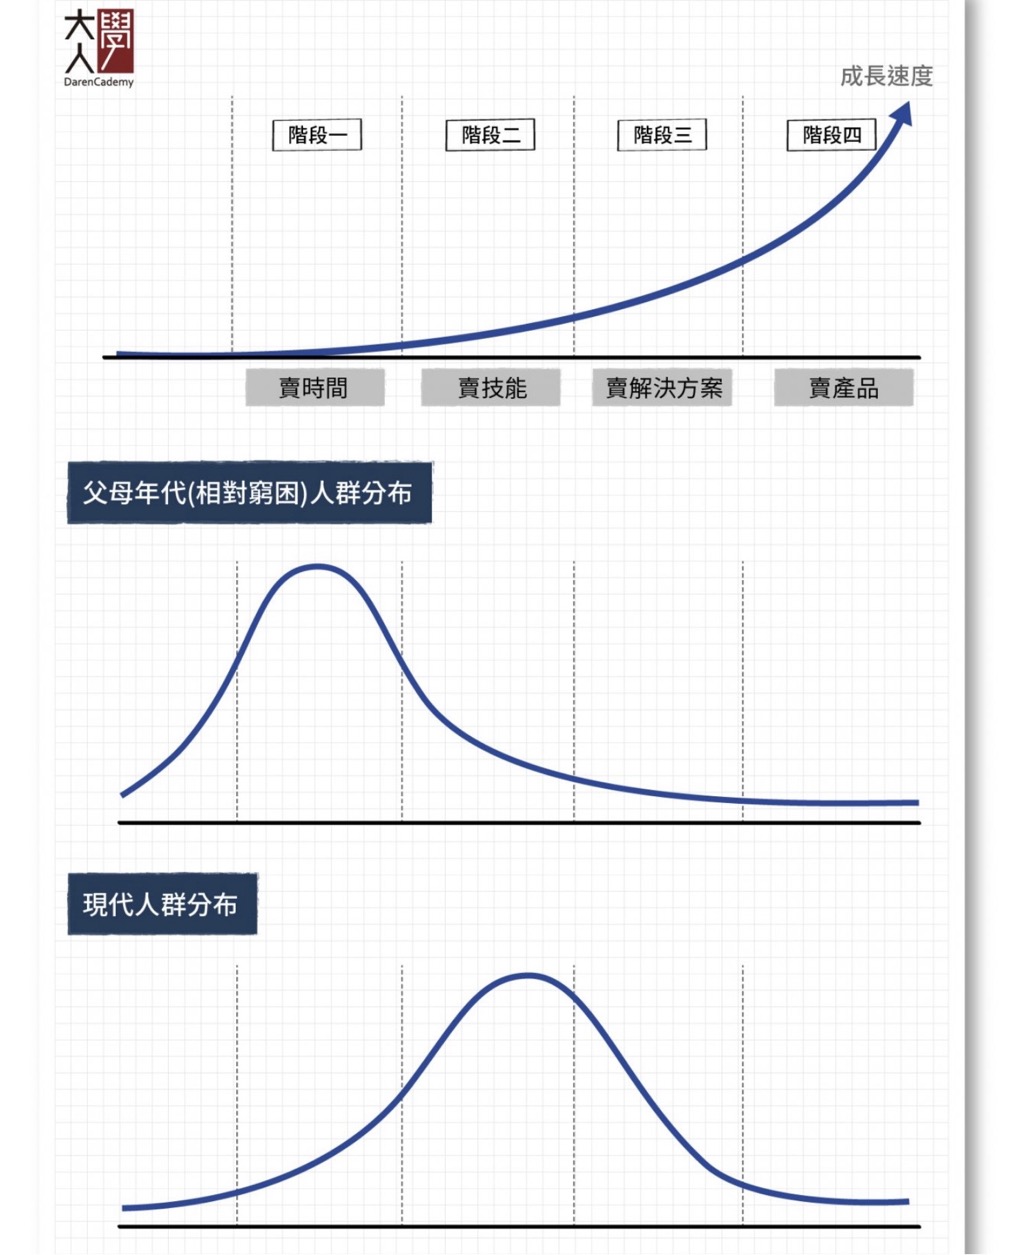 大學
人
DarenCademy
成長速度
階段一
階段二
階段三
階段四
賣時間
賣技能
賣解決方案
賣產品
父母年代(相對窮困)人群分布
現代人群分布